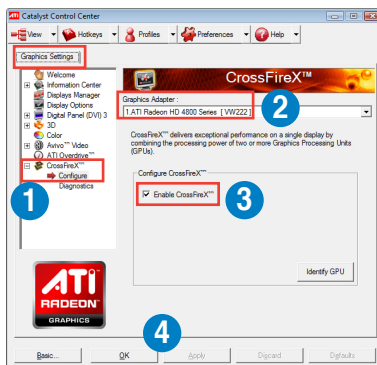 ATI Catalyst Control Center
View Hotkeys Profiles Preferences Help
Graphics Settings
Welcome
Information Center
Displays Manager
Display Options
Digital Panel (DVI) 3
3D
Color
Avivo™ Video
ATI Overdrive™
CrossFireX™
Configure
Diagnostics
1
CrossFireX™
Graphics Adapter :
1.ATI Radeon HD 4800 Series [ VW222 ]
2
CrossFireX™ delivers exceptional performance on a single display by
combining the processing power of two or more Graphics Processing Units
(GPUs).
Configure CrossFireX™
Enable CrossFireX™
3
Identify GPU
ATI
RADEON
GRAPHICS
4
Basic... OK Apply Discard Defaults